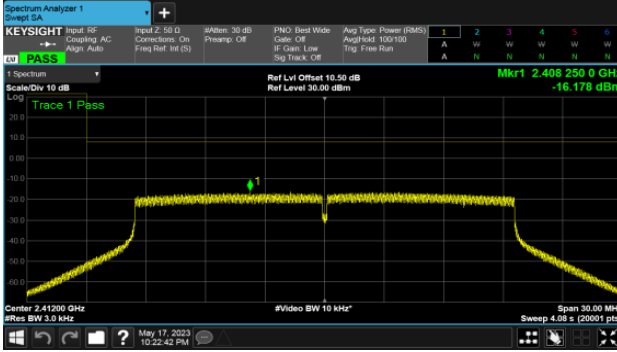 Spectrum Analyzer 1
Swept SA
+
KEYSIGHT Input: RF Input Z: 50 Ω #Atten: 30 dB PNO: Best Wide Avg Type: Power (RMS) 1 2 3 4 5 6
Coupling: AC Corrections: On Preamp: Off Gate: Off Avg|Hold: 100/100 A W W W W W
Align: Auto Freq Ref: Int (S) IF Gain: Low Trig: Free Run
Sig Track: Off A N N N N N
LXI PASS
1 Spectrum Ref Lvl Offset 10.50 dB Mkr1 2.408 250 0 GHz
Scale/Div 10 dB Ref Level 30.00 dBm -16.178 dBm
Log
Trace 1 Pass
20.0
10.0
0.00
1
-10.0
-20.0
-30.0
-40.0
-50.0
-60.0
Center 2.41200 GHz #Video BW 10 kHz* Span 30.00 MH
#Res BW 3.0 kHz Sweep 4.08 s (20001 pts
? May 17, 2023
10:22:42 PM